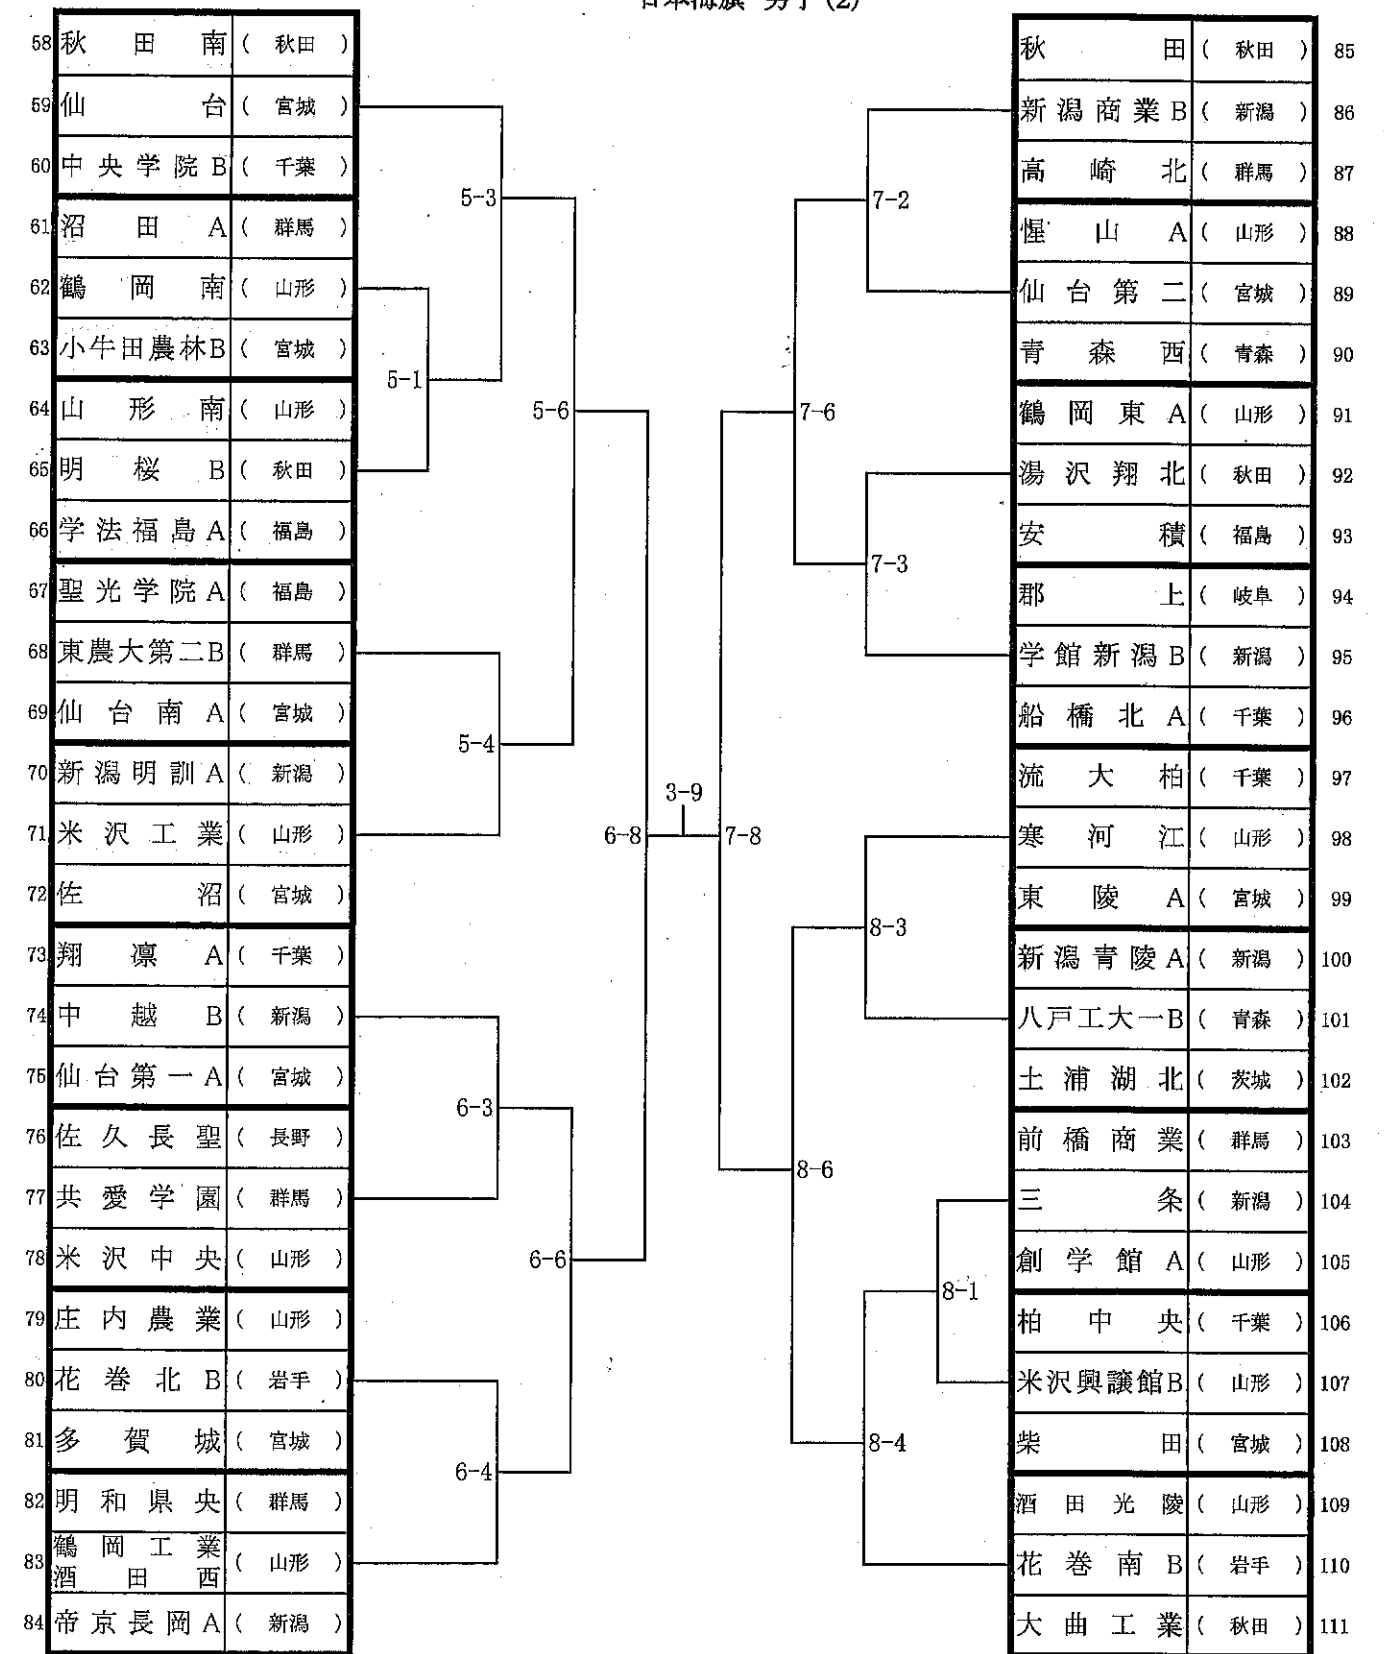 日本海旗 男子 (2)
58 秋田南 ( 秋田 )
59 仙台 ( 宮城 )
60 中央学院B ( 千葉 )
61 沼田A ( 群馬 )
62 鶴岡南 ( 山形 )
63 小牛田農林B ( 宮城 )
64 山形南 ( 山形 )
65 明桜B ( 秋田 )
66 学法福島A ( 福島 )
67 聖光学院A ( 福島 )
68 東農大第二B ( 群馬 )
69 仙台南A ( 宮城 )
70 新潟明訓A ( 新潟 )
71 米沢工業 ( 山形 )
72 佐沼 ( 宮城 )
73 翔凛A ( 千葉 )
74 中越B ( 新潟 )
75 仙台第一A ( 宮城 )
76 佐久長聖 ( 長野 )
77 共愛学園 ( 群馬 )
78 米沢中央 ( 山形 )
79 庄内農業 ( 山形 )
80 花巻北B ( 岩手 )
81 多賀城 ( 宮城 )
82 明和県央 ( 群馬 )
83 鶴岡工業 酒田西 ( 山形 )
84 帝京長岡A ( 新潟 )
5-3
5-1
5-6
5-4
6-8
6-3
6-6
6-4
3-9
7-2
7-6
7-3
7-8
8-3
8-6
8-1
8-4
秋田 ( 秋田 ) 85
新潟商業B ( 新潟 ) 86
高崎北 ( 群馬 ) 87
惺山A ( 山形 ) 88
仙台第二 ( 宮城 ) 89
青森西 ( 青森 ) 90
鶴岡東A ( 山形 ) 91
湯沢翔北 ( 秋田 ) 92
安積 ( 福島 ) 93
郡上 ( 岐阜 ) 94
学館新潟B ( 新潟 ) 95
船橋北A ( 千葉 ) 96
流大柏 ( 千葉 ) 97
寒河江 ( 山形 ) 98
東陵A ( 宮城 ) 99
新潟青陵A ( 新潟 ) 100
八戸工大一B ( 青森 ) 101
土浦湖北 ( 茨城 ) 102
前橋商業 ( 群馬 ) 103
三条 ( 新潟 ) 104
創学館A ( 山形 ) 105
柏中央 ( 千葉 ) 106
米沢興譲館B ( 山形 ) 107
柴田 ( 宮城 ) 108
酒田光陵 ( 山形 ) 109
花巻南B ( 岩手 ) 110
大曲工業 ( 秋田 ) 111